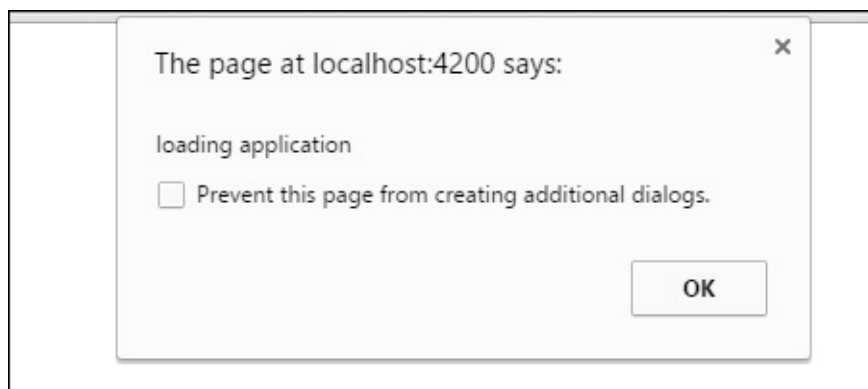 The page at localhost:4200 says:
loading application
Prevent this page from creating additional dialogs.
OK